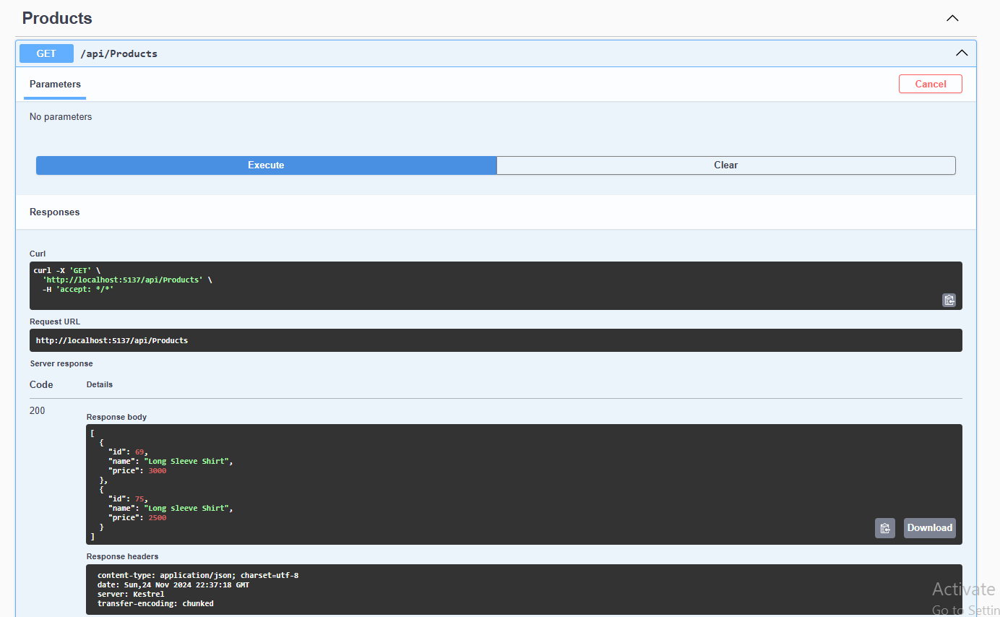 Products
GET /api/Products
Parameters Cancel
No parameters
Execute Clear
Responses
Curl
curl -X 'GET' \
  'http://localhost:5137/api/Products' \
  -H 'accept: */*'
Request URL
http://localhost:5137/api/Products
Server response
Code Details
200
Response body
[
  {
    "id": 69,
    "name": "Long Sleeve Shirt",
    "price": 3000
  },
  {
    "id": 75,
    "name": "Long sleeve Shirt",
    "price": 2500
  }
]
Download
Response headers
content-type: application/json; charset=utf-8
date: Sun,24 Nov 2024 22:37:18 GMT
server: Kestrel
transfer-encoding: chunked
Activate
Go to Settin